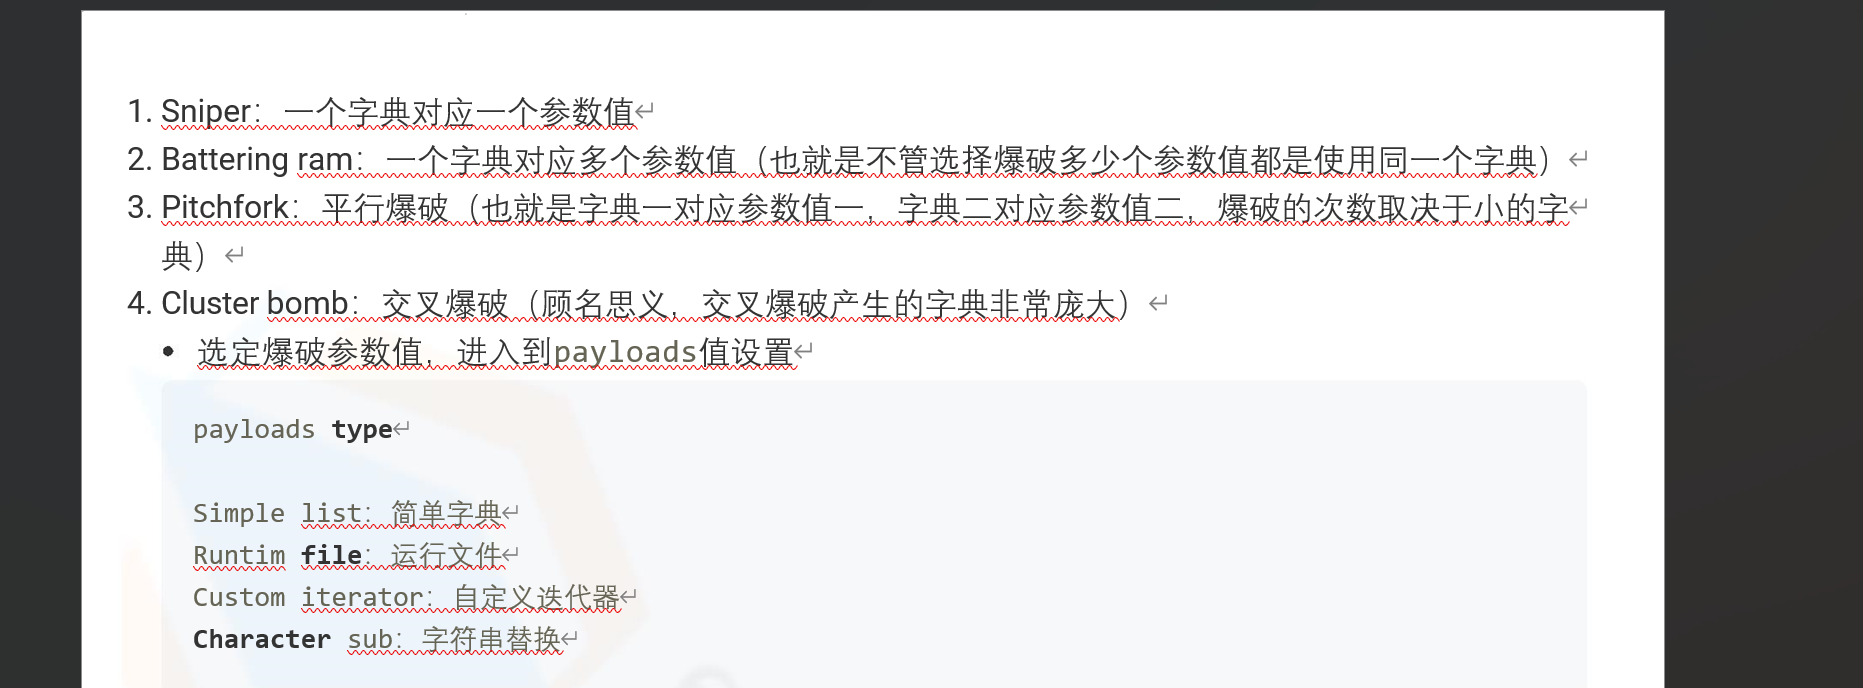 1. Sniper：一个字典对应一个参数值
2. Battering ram：一个字典对应多个参数值（也就是不管选择爆破多少个参数值都是使用同一个字典）
3. Pitchfork：平行爆破（也就是字典一对应参数值一，字典二对应参数值二，爆破的次数取决于小的字
典）
4. Cluster bomb：交叉爆破（顾名思义，交叉爆破产生的字典非常庞大）
• 选定爆破参数值，进入到payloads值设置
payloads type
Simple list：简单字典
Runtim file：运行文件
Custom iterator：自定义迭代器
Character sub：字符串替换